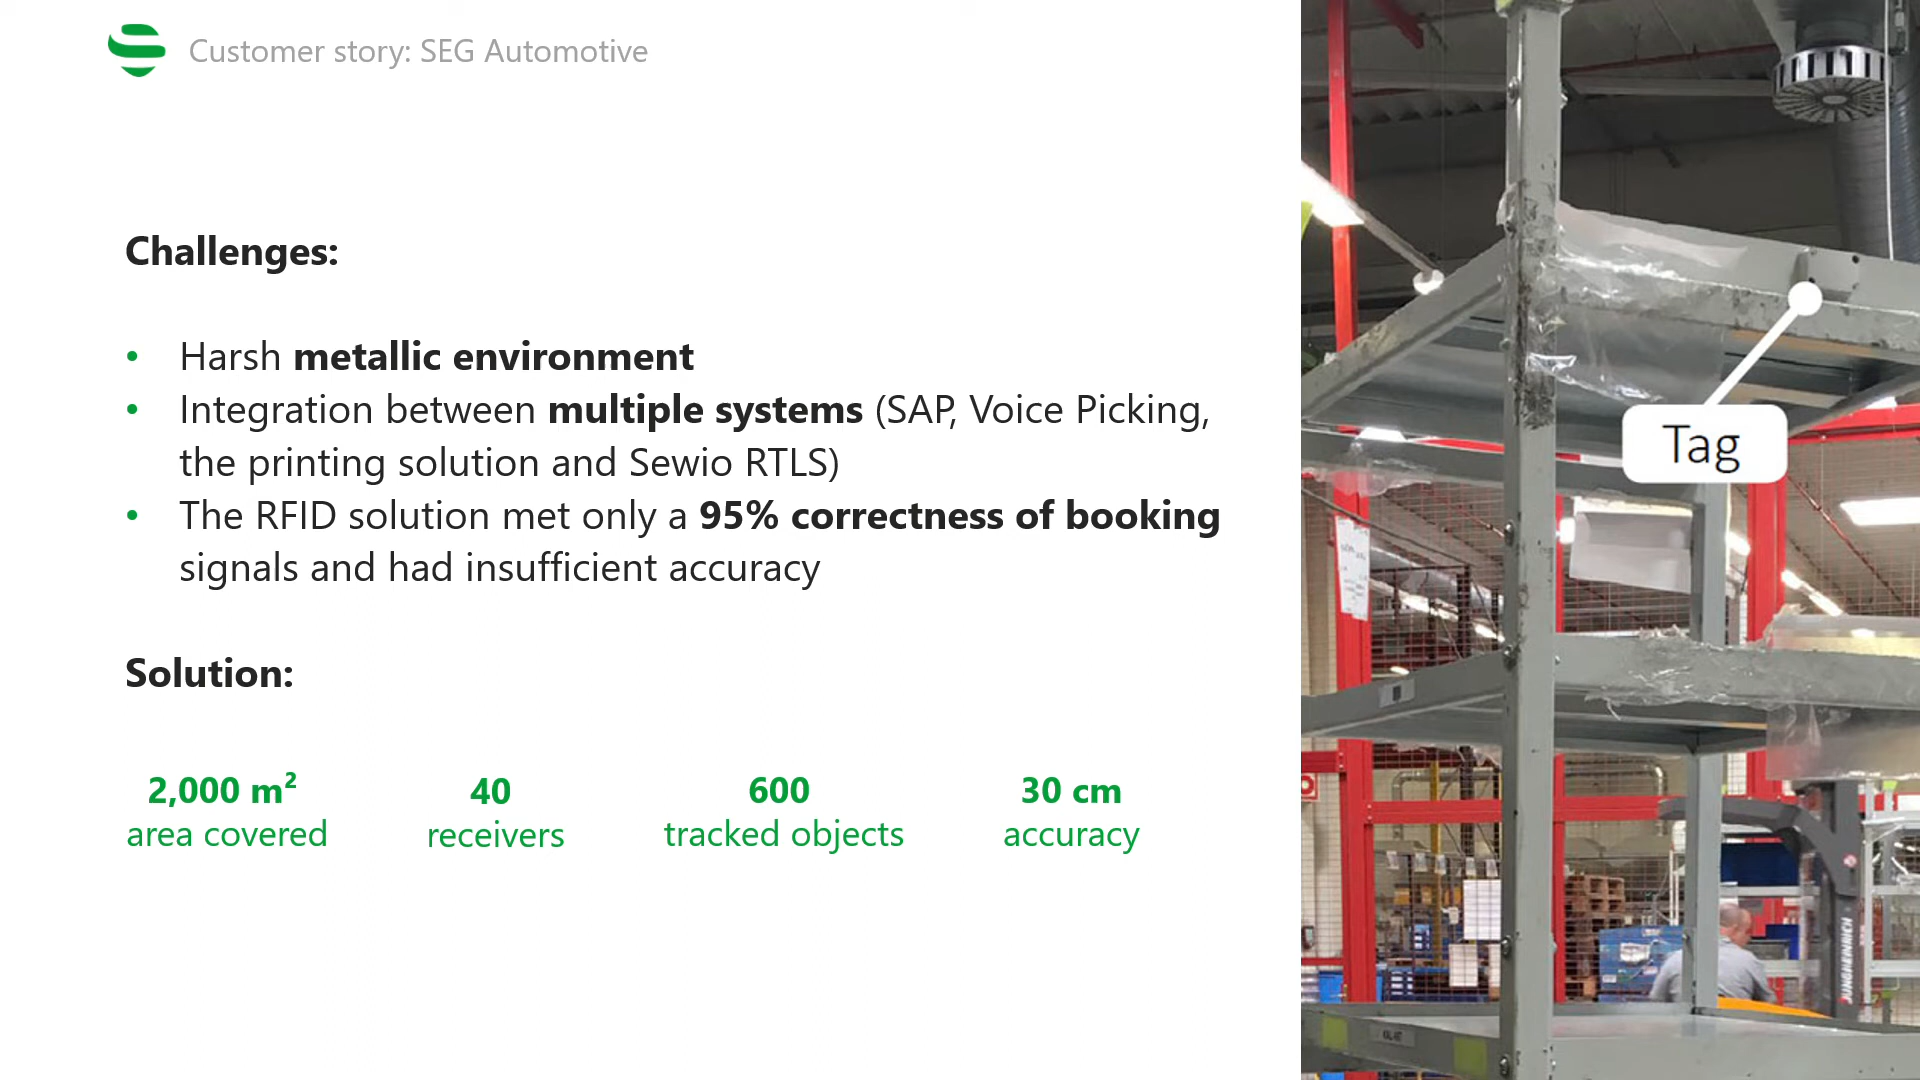 Customer story: SEG Automotive
Challenges:
• Harsh metallic environment
• Integration between multiple systems (SAP, Voice Picking,
the printing solution and Sewio RTLS)
• The RFID solution met only a 95% correctness of booking
signals and had insufficient accuracy
Solution:
2,000 m²
area covered
40
receivers
600
tracked objects
30 cm
accuracy
Tag
JUNGHEINRICH